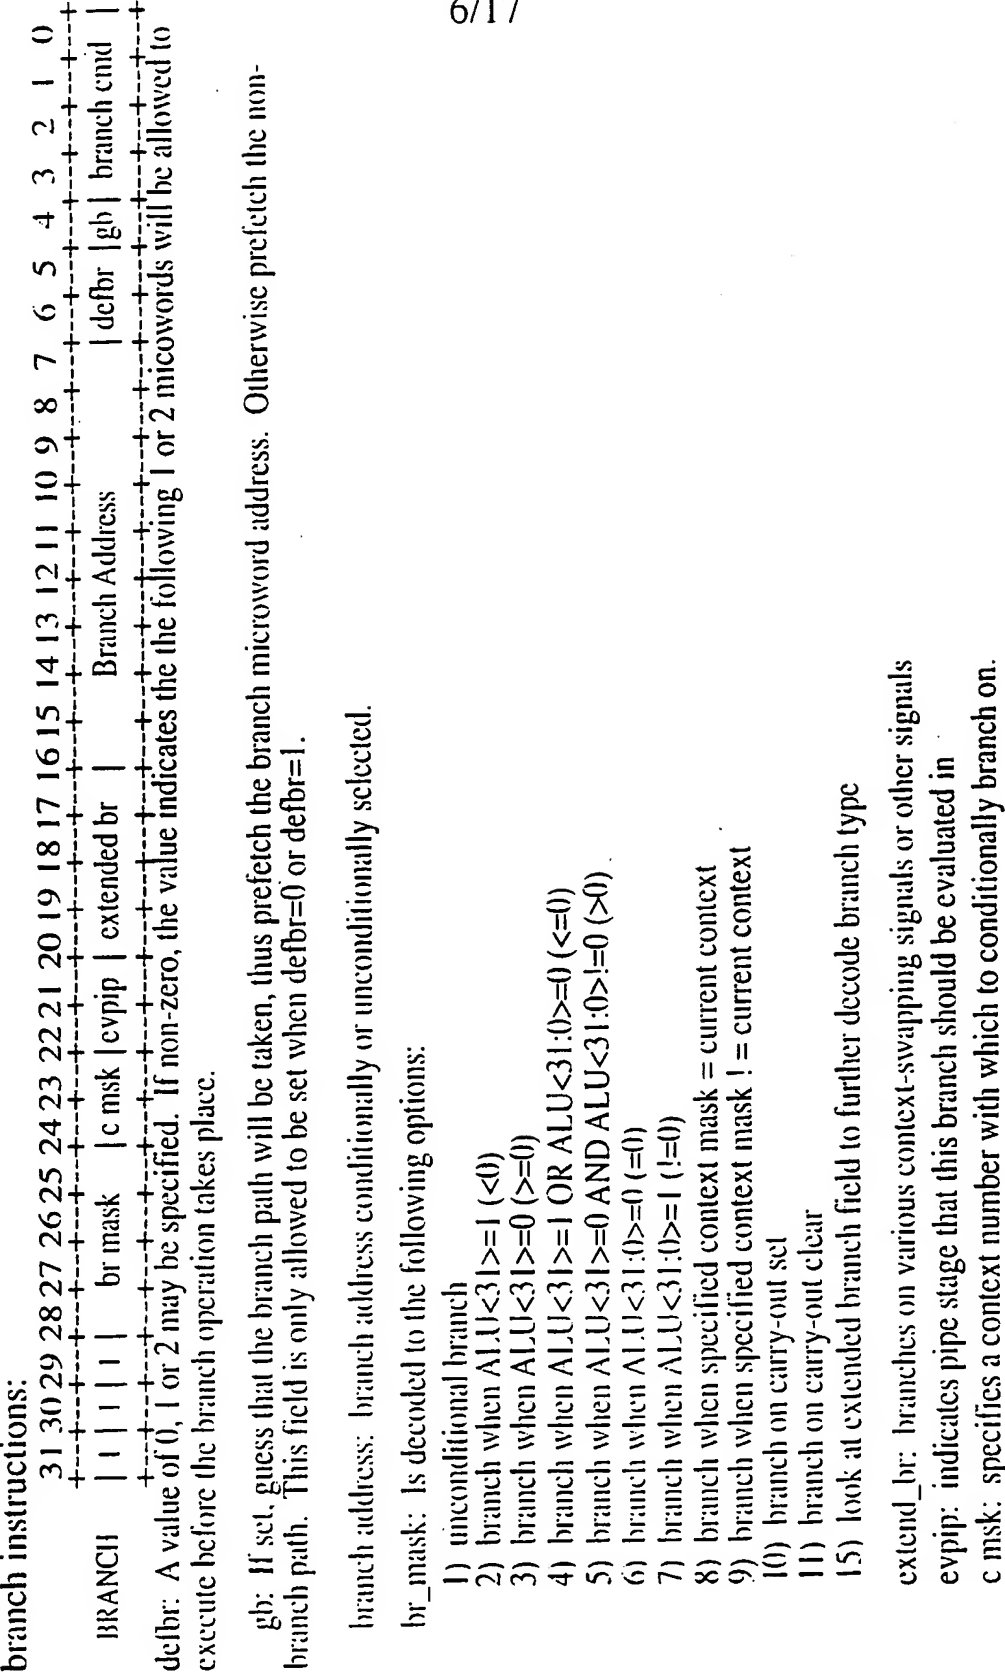 6/17
branch instructions:
31 30 29 28 27 26 25 24 23 22 21 20 19 18 17 16 15 14 13 12 11 10 9 8 7 6 5 4 3 2 1 0
BRANCH | 1 | 1 | 1 | br mask | c msk | evpip | extended br | Branch Address | defbr | gb | branch cmd |
defbr: A value of 0, 1 or 2 may be specified. If non-zero, the value indicates the the following 1 or 2 micowords will be allowed to
execute before the branch operation takes place.
gb: If set, guess that the branch path will be taken, thus prefetch the branch microword address. Otherwise prefetch the non-
branch path. This field is only allowed to be set when defbr=0 or defbr=1.
branch address: branch address conditionally or unconditionally selected.
br_mask: Is decoded to the following options:
1) unconditional branch
2) branch when ALU<31>=1 (<0)
3) branch when ALU<31>=0 (>=0)
4) branch when ALU<31>=1 OR ALU<31:0>=0 (<=0)
5) branch when ALU<31>=0 AND ALU<31:0>!=0 (>0)
6) branch when ALU<31:0>=0 (=0)
7) branch when ALU<31:0>=1 (!=0)
8) branch when specified context mask = current context
9) branch when specified context mask ! = current context
10) branch on carry-out set
11) branch on carry-out clear
15) look at extended branch field to further decode branch type
extend_br: branches on various context-swapping signals or other signals
evpip: indicates pipe stage that this branch should be evaluated in
c msk: specifies a context number with which to conditionally branch on.